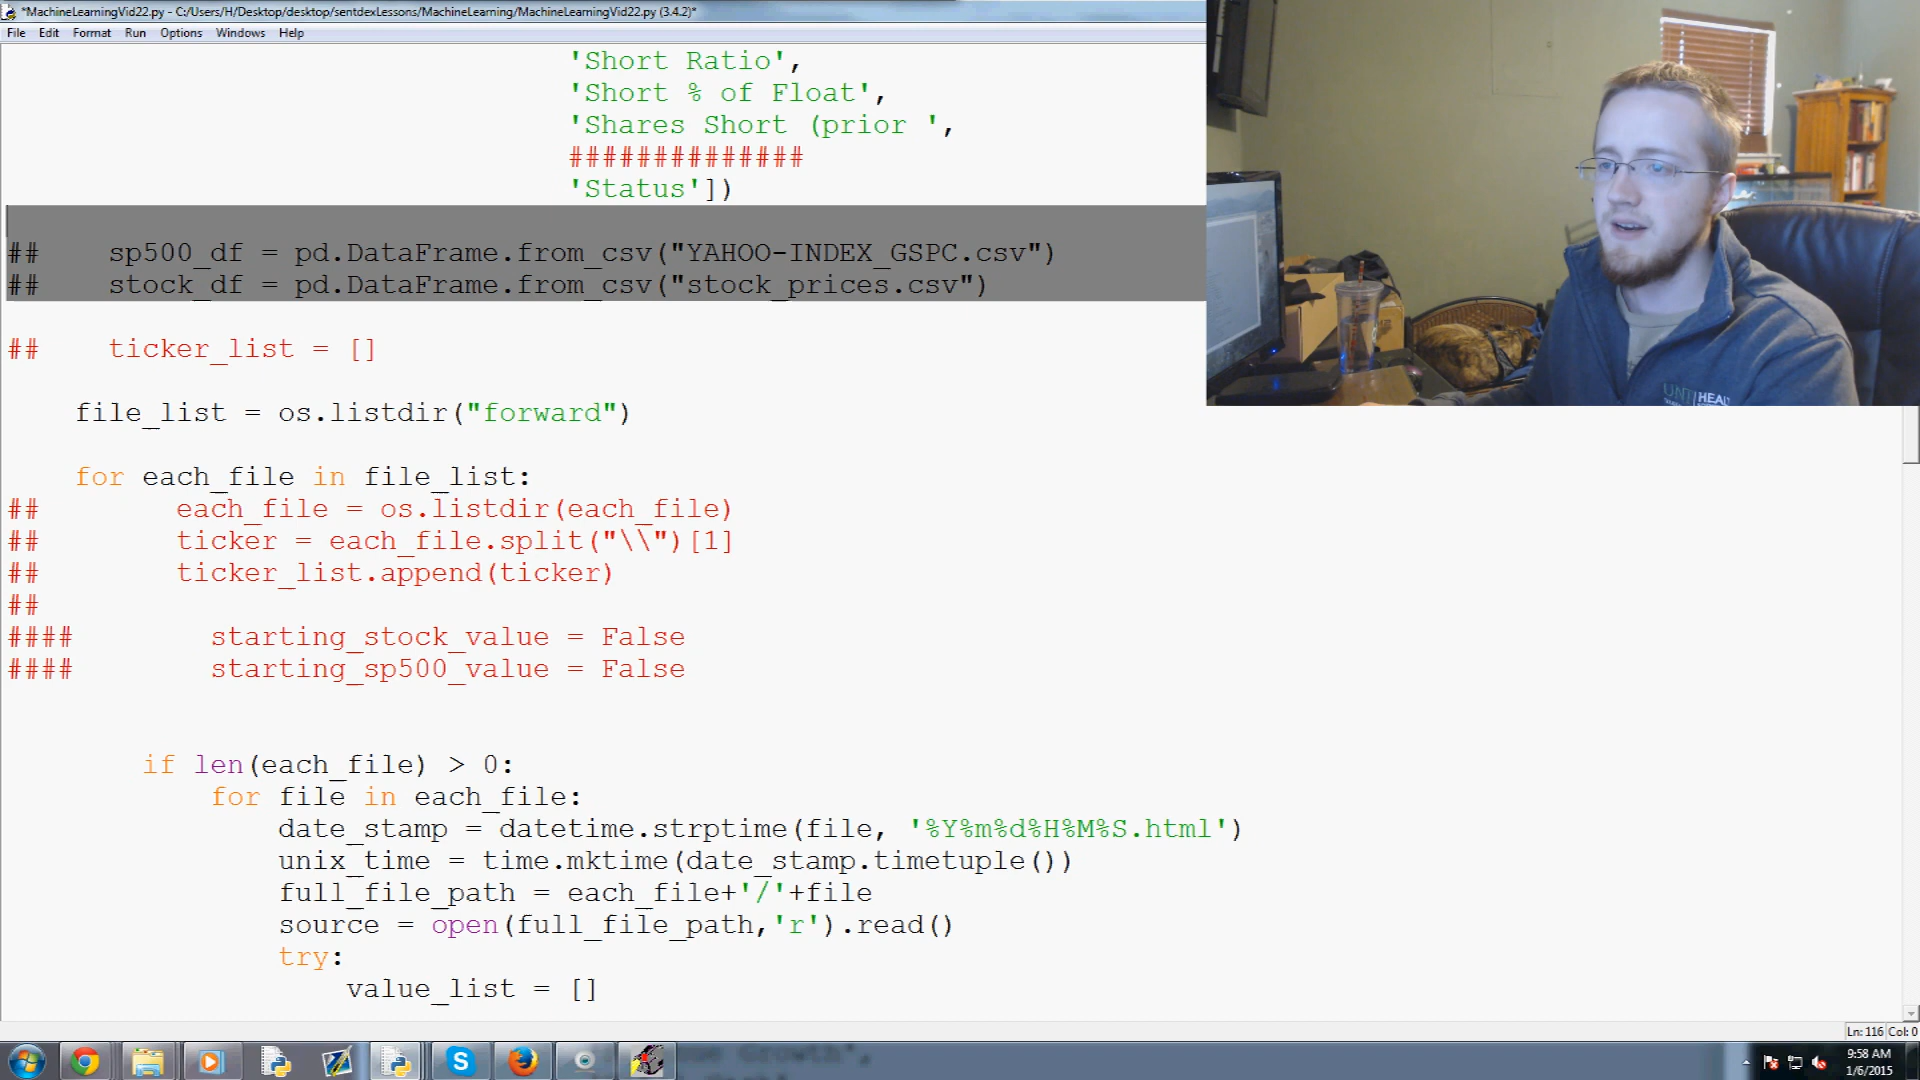 *MachineLearningVid22.py - C:/Users/H/Desktop/desktop/sentdexLessons/MachineLearning/MachineLearningVid22.py (3.4.2)*
File Edit Format Run Options Windows Help
'Short Ratio',
'Short % of Float',
'Shares Short (prior ',
##############
'Status'])
## sp500_df = pd.DataFrame.from_csv("YAHOO-INDEX_GSPC.csv")
## stock_df = pd.DataFrame.from_csv("stock_prices.csv")
## ticker_list = []
file_list = os.listdir("forward")
for each_file in file_list:
## each_file = os.listdir(each_file)
## ticker = each_file.split("\\")[1]
## ticker_list.append(ticker)
##
#### starting_stock_value = False
#### starting_sp500_value = False
if len(each_file) > 0:
for file in each_file:
date_stamp = datetime.strptime(file, '%Y%m%d%H%M%S.html')
unix_time = time.mktime(date_stamp.timetuple())
full_file_path = each_file+'/'+file
source = open(full_file_path,'r').read()
try:
value_list = []
Ln: 116 Col: 0
9:58 AM
1/6/2015